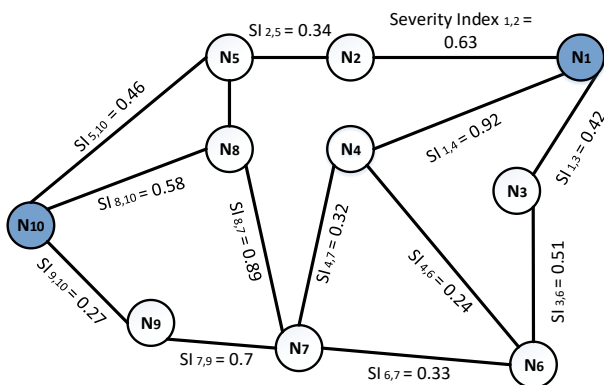 Severity Index 1,2 =
0.63
SI 2,5 = 0.34
N5
N2
N1
SI 5,10 = 0.46
SI 1,4 = 0.92
SI 1,3 = 0.42
N8
N4
SI 8,10 = 0.58
N3
SI 8,7 = 0.89
SI 4,7 = 0.32
SI 4,6 = 0.24
SI 3,6 = 0.51
N10
SI 9,10 = 0.27
N9
N7
N6
SI 7,9 = 0.7
SI 6,7 = 0.33